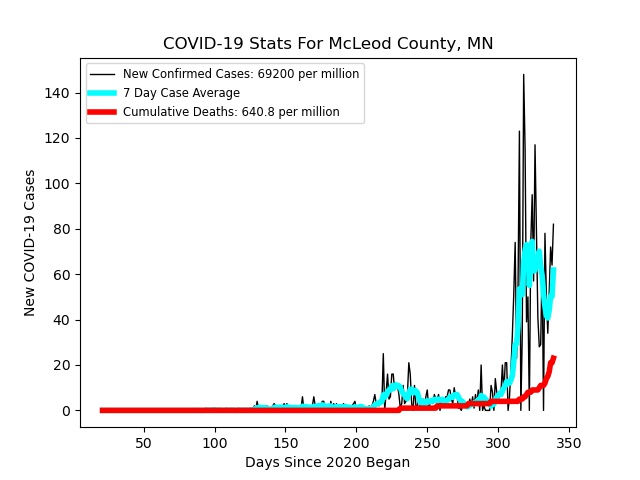 COVID-19 Stats For McLeod County, MN
New Confirmed Cases: 69200 per million
7 Day Case Average
Cumulative Deaths: 640.8 per million
New COVID-19 Cases
140
120
100
80
60
40
20
0
50 100 150 200 250 300 350
Days Since 2020 Began